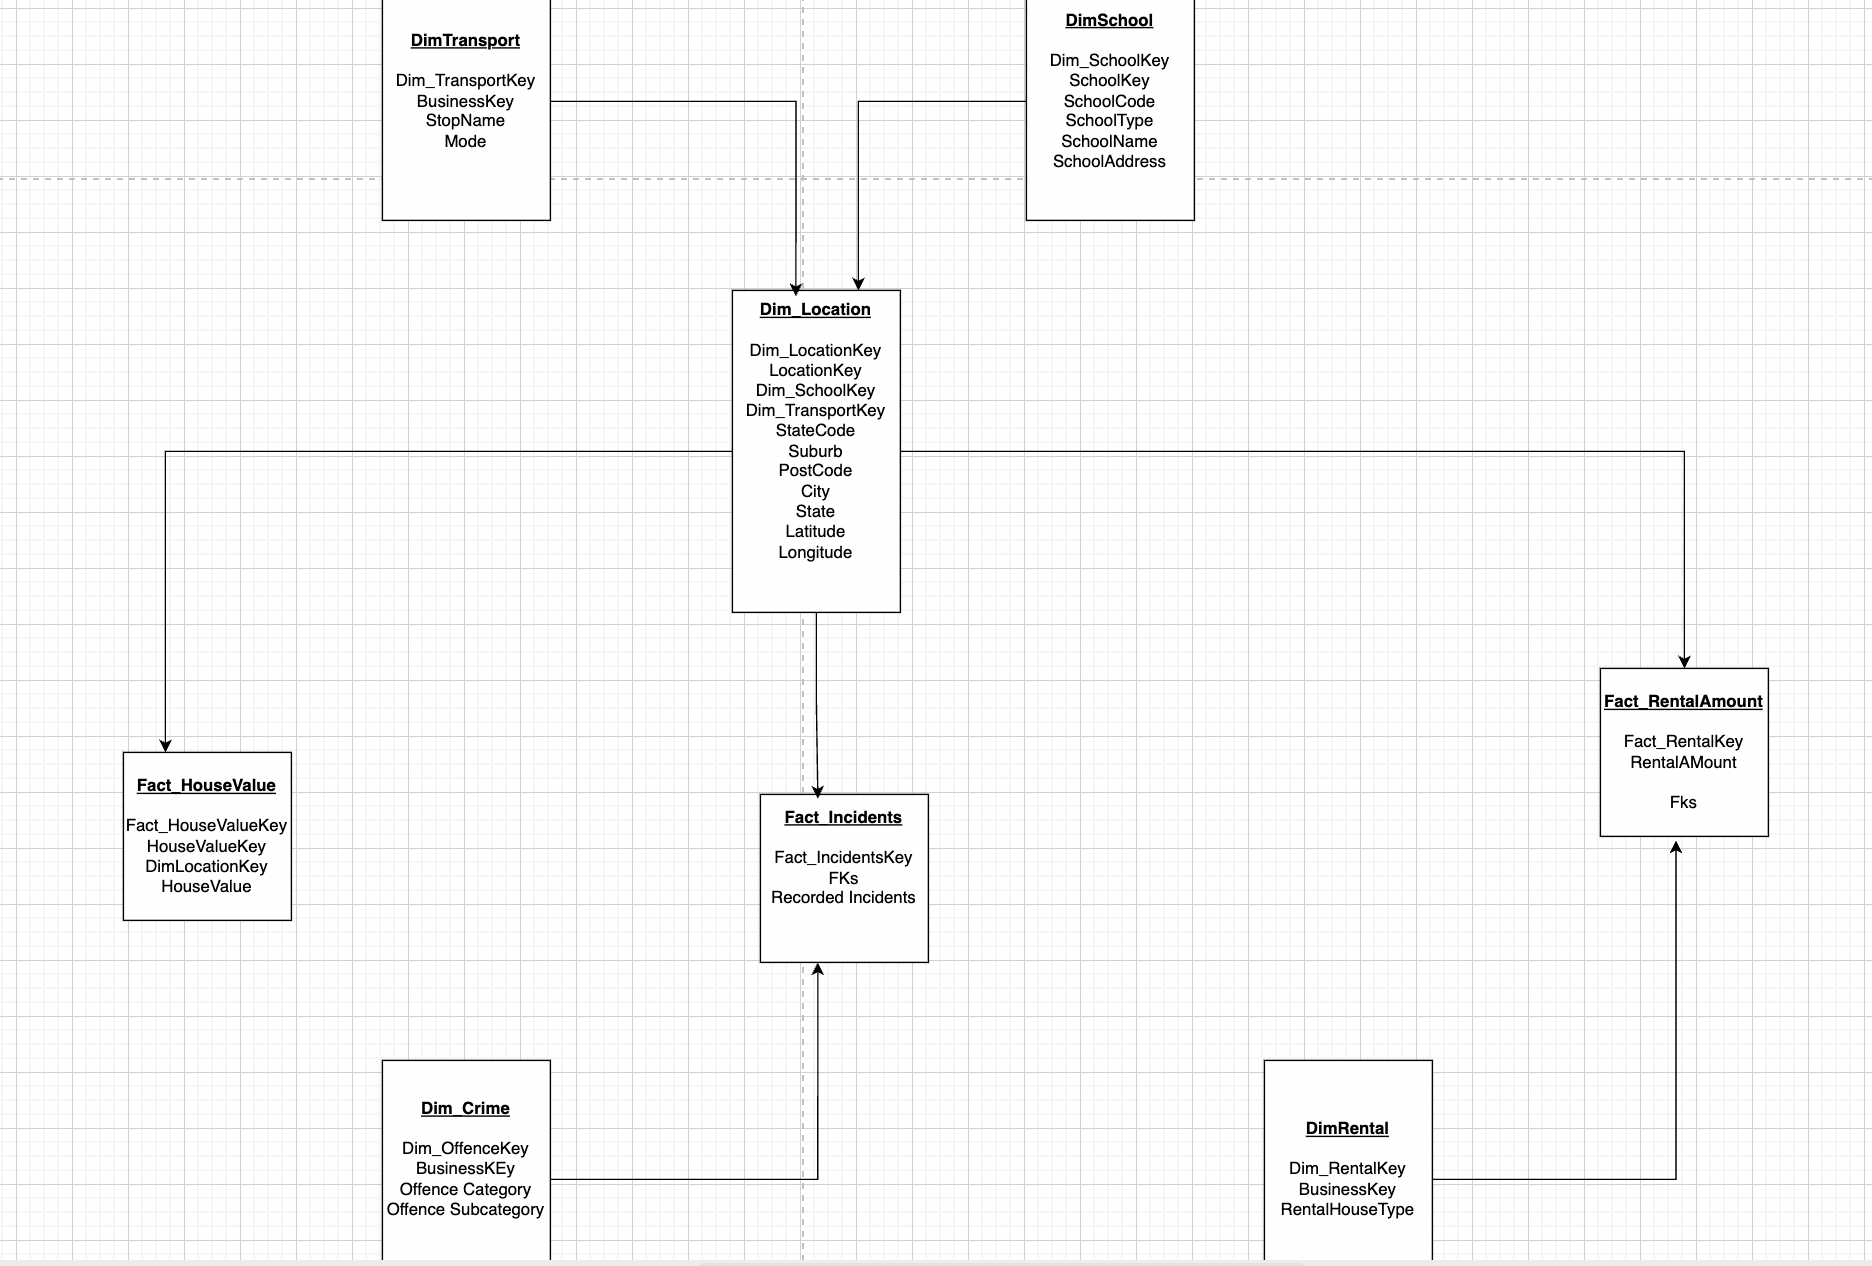 DimTransport
Dim_TransportKey
BusinessKey
StopName
Mode
DimSchool
Dim_SchoolKey
SchoolKey
SchoolCode
SchoolType
SchoolName
SchoolAddress
Dim_Location
Dim_LocationKey
LocationKey
Dim_SchoolKey
Dim_TransportKey
StateCode
Suburb
PostCode
City
State
Latitude
Longitude
Fact_HouseValue
Fact_HouseValueKey
HouseValueKey
DimLocationKey
HouseValue
Fact_Incidents
Fact_IncidentsKey
FKs
Recorded Incidents
Fact_RentalAmount
Fact_RentalKey
RentalAMount
Fks
Dim_Crime
Dim_OffenceKey
BusinessKEy
Offence Category
Offence Subcategory
DimRental
Dim_RentalKey
BusinessKey
RentalHouseType